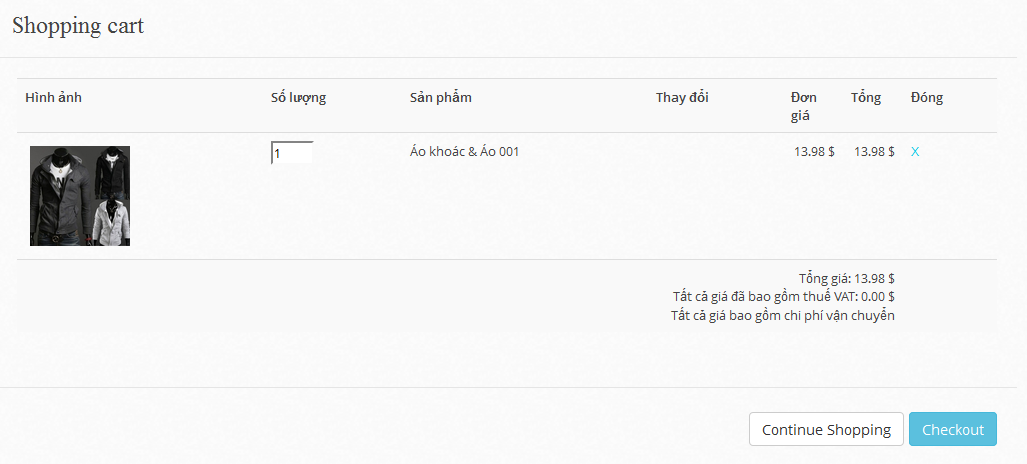 Shopping cart
Hình ảnh Số lượng Sản phẩm Thay đổi Đơn giá Tổng Đóng
1 Áo khoác & Áo 001 13.98 $ 13.98 $ X
Tổng giá: 13.98 $
Tất cả giá đã bao gồm thuế VAT: 0.00 $
Tất cả giá bao gồm chi phí vận chuyển
Continue Shopping Checkout